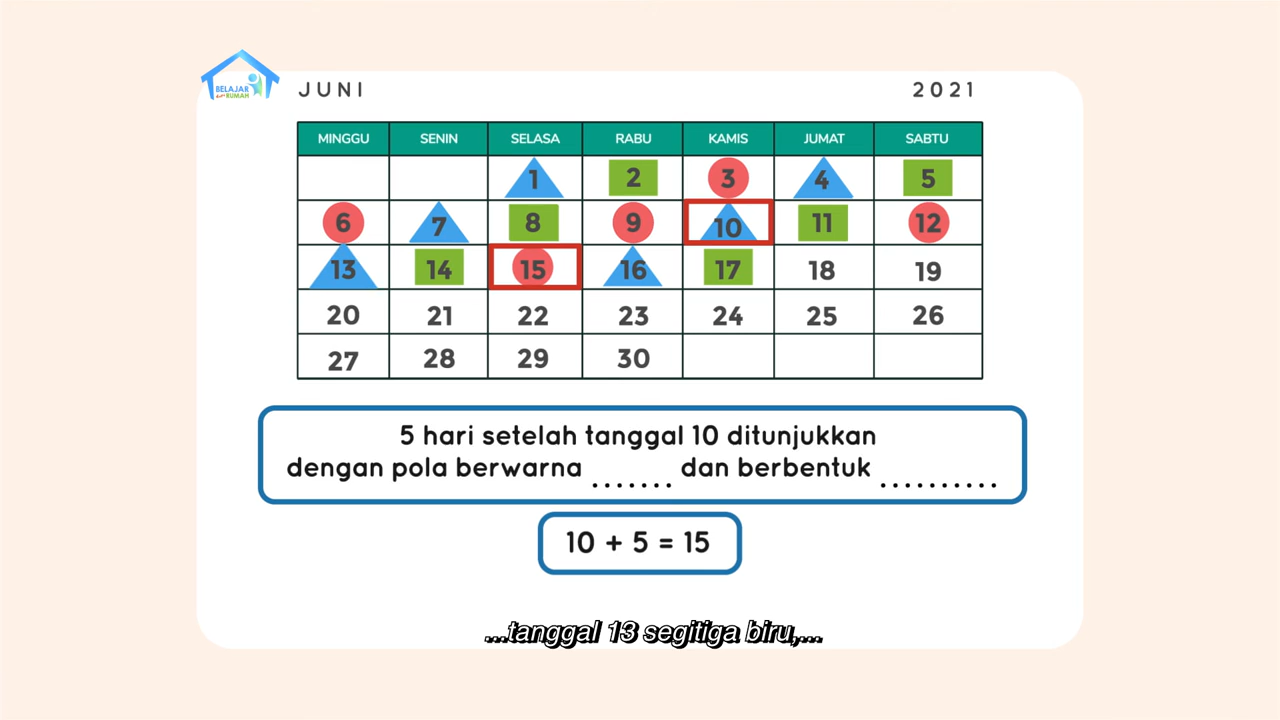 BELAJAR
dari RUMAH
JUNI 2021
MINGGU SENIN SELASA RABU KAMIS JUMAT SABTU
1 2 3 4 5
6 7 8 9 10 11 12
13 14 15 16 17 18 19
20 21 22 23 24 25 26
27 28 29 30
5 hari setelah tanggal 10 ditunjukkan
dengan pola berwarna ....... dan berbentuk ..........
10 + 5 = 15
...tanggal 13 segitiga biru,...